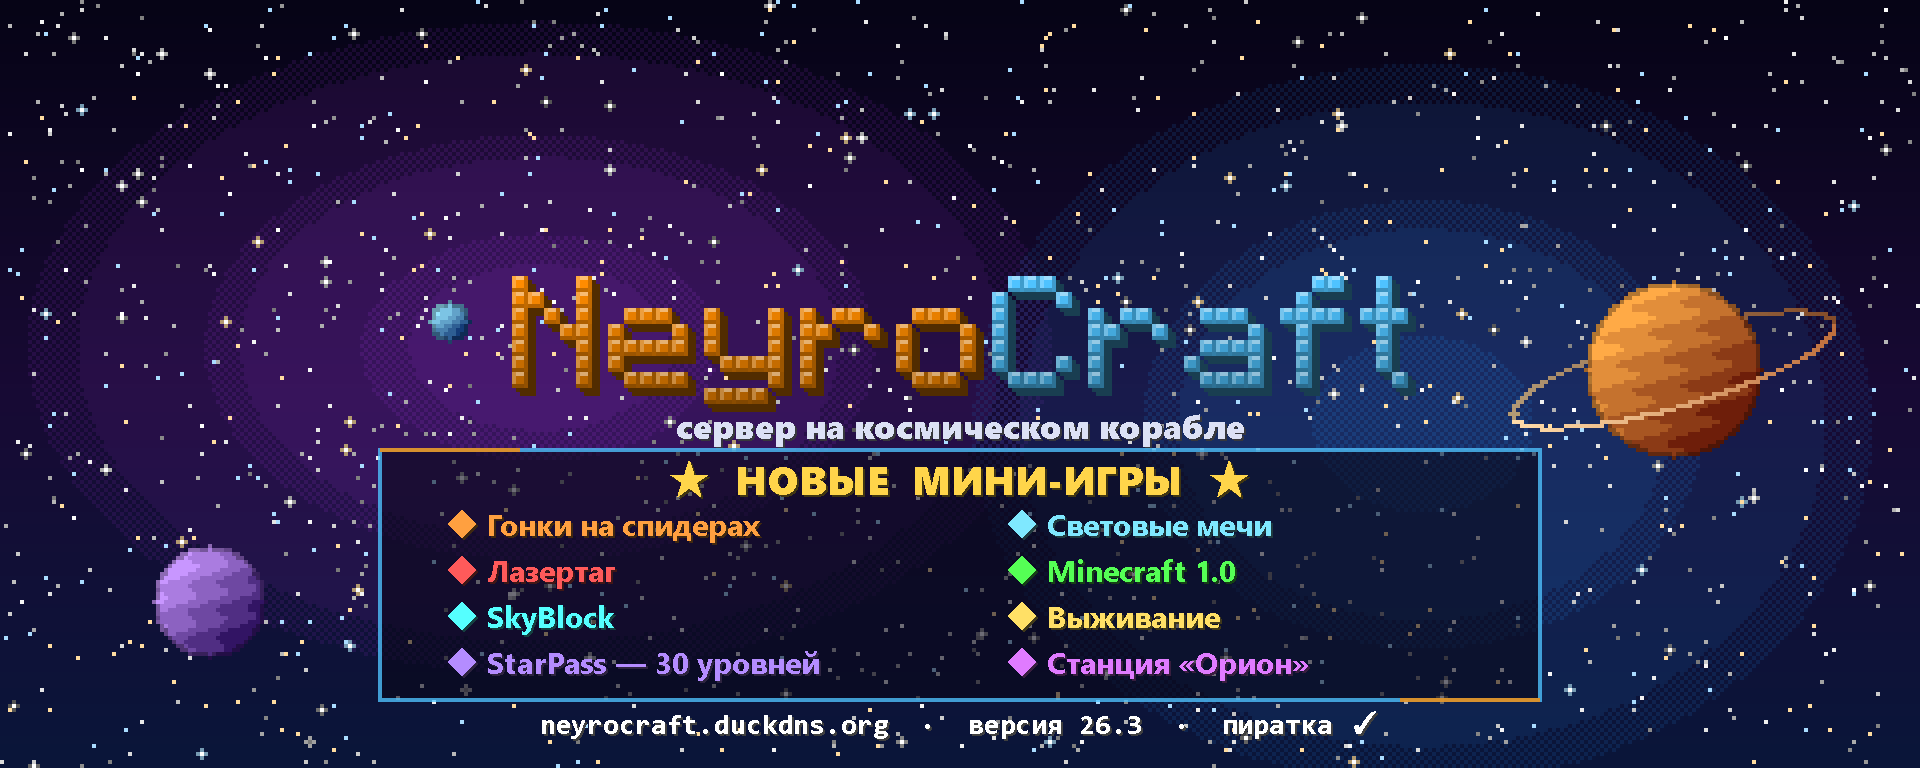 NeyroCraft
сервер на космическом корабле
★ НОВЫЕ МИНИ-ИГРЫ ★
◆ Гонки на спидерах
◆ Световые мечи
◆ Лазертаг
◆ Minecraft 1.0
◆ SkyBlock
◆ Выживание
◆ StarPass — 30 уровней
◆ Станция «Орион»
neyrocraft.duckdns.org · версия 26.3 · пиратка ✓